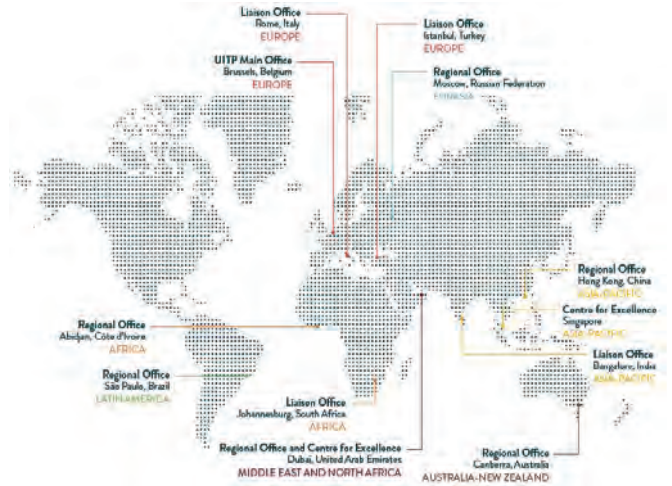 Liaison Office
Rome, Italy
EUROPE
Liaison Office
Istanbul, Turkey
EUROPE
UITP Main Office
Brussels, Belgium
EUROPE
Regional Office
Moscow, Russian Federation
EURASIA
Regional Office
Hong Kong, China
ASIA-PACIFIC
Centre for Excellence
Singapore
ASIA-PACIFIC
Liaison Office
Bangalore, India
ASIA-PACIFIC
Regional Office
Abidjan, Côte d'Ivoire
AFRICA
Regional Office
São Paulo, Brazil
LATIN AMERICA
Liaison Office
Johannesburg, South Africa
AFRICA
Regional Office and Centre for Excellence
Dubai, United Arab Emirates
MIDDLE EAST AND NORTH AFRICA
Regional Office
Canberra, Australia
AUSTRALIA-NEW ZEALAND